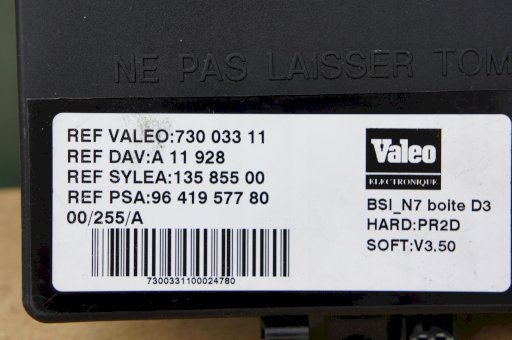 NE PAS LAISSER TOM
REF VALEO:730 033 11
REF DAV:A 11 928
REF SYLEA:135 855 00
REF PSA:96 419 577 80
00/255/A
7300331100024780
Valeo
ELECTRONIQUE
BSI_N7 boite D3
HARD:PR2D
SOFT:V3.50